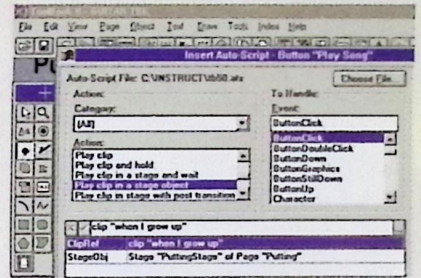 File Edit View Page Object Text Draw Tools Index Help
Insert Auto-Script - Button "Play Song"
Auto-Script File: C:\INSTRUCT\tb50.ats
Choose File...
Action:
To Handle:
Category:
Event:
(All)
ButtonClick
Action:
ButtonClick
Play clip
ButtonDoubleClick
Play clip and hold
ButtonDown
Play clip in a stage and wait
ButtonGraphics
Play clip in a stage object
ButtonStillDown
Play clip in stage with post transition
ButtonUp
Character
clip "when I grow up"
ClipRef clip "when I grow up"
StageObj Stage "PuttingStage" of Page "Putting"